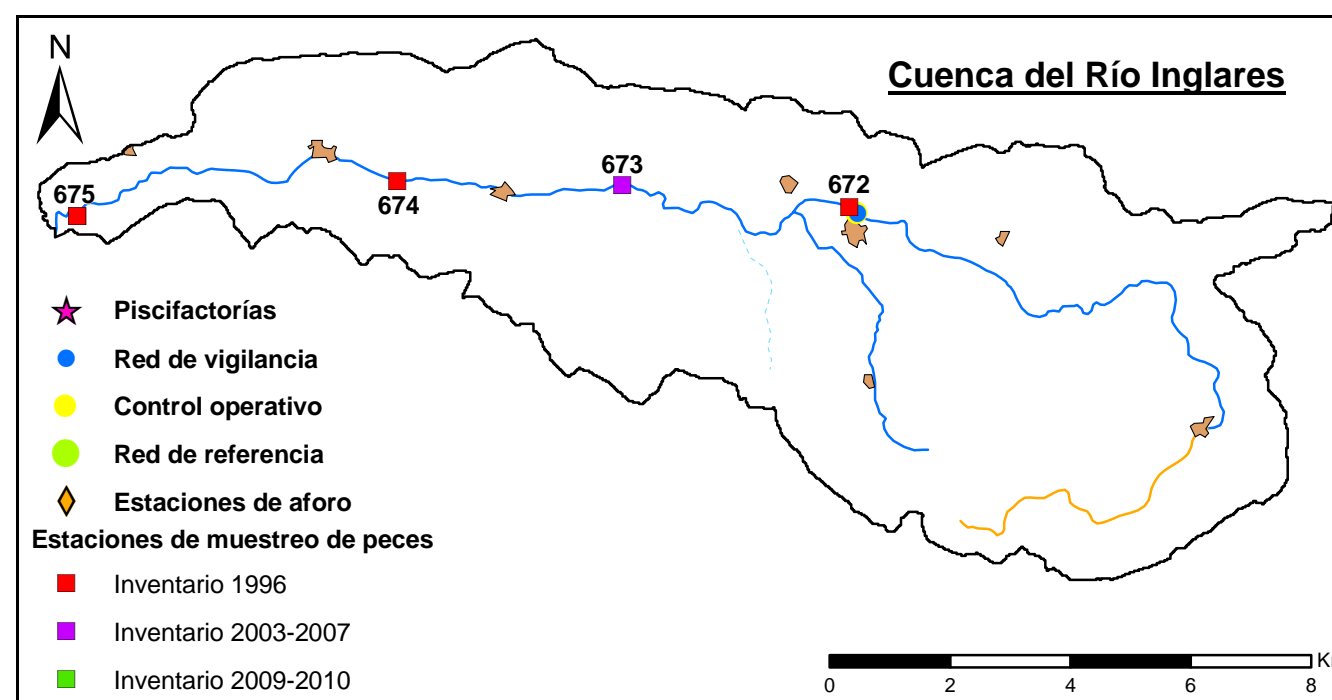 N
Cuenca del Río Inglares
675
674
673
672
Piscifactorías
Red de vigilancia
Control operativo
Red de referencia
Estaciones de aforo
Estaciones de muestreo de peces
Inventario 1996
Inventario 2003-2007
Inventario 2009-2010
0 2 4 6 8